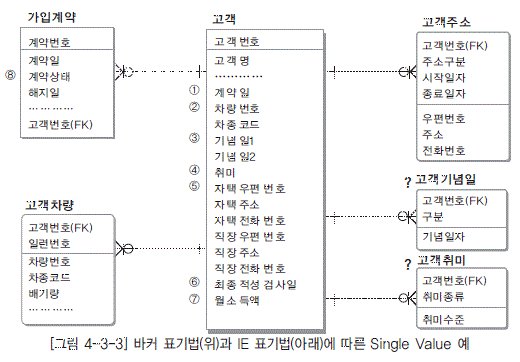 가입계약
계약번호
계약일
⑧ 계약상태
해지일
…………
고객번호(FK)
고객차량
고객번호(FK)
일련번호
차량번호
차종코드
배기량
…………
고객
고객번호
고객명
…………
① 계약일
② 차량번호
차종코드
③ 기념일1
기념일2
④ 취미
⑤ 자택 우편 번호
자택 주소
자택 전화 번호
직장 우편 번호
직장 주소
직장 전화 번호
⑥ 최종 적성 검사일
⑦ 월소 득액
고객주소
고객번호(FK)
주소구분
시작일자
종료일자
우편번호
주소
전화번호
? 고객기념일
고객번호(FK)
구분
기념일자
? 고객취미
고객번호(FK)
취미종류
취미수준
[그림 4-3-3] 바커 표기법(위)과 IE 표기법(아래)에 따른 Single Value 예